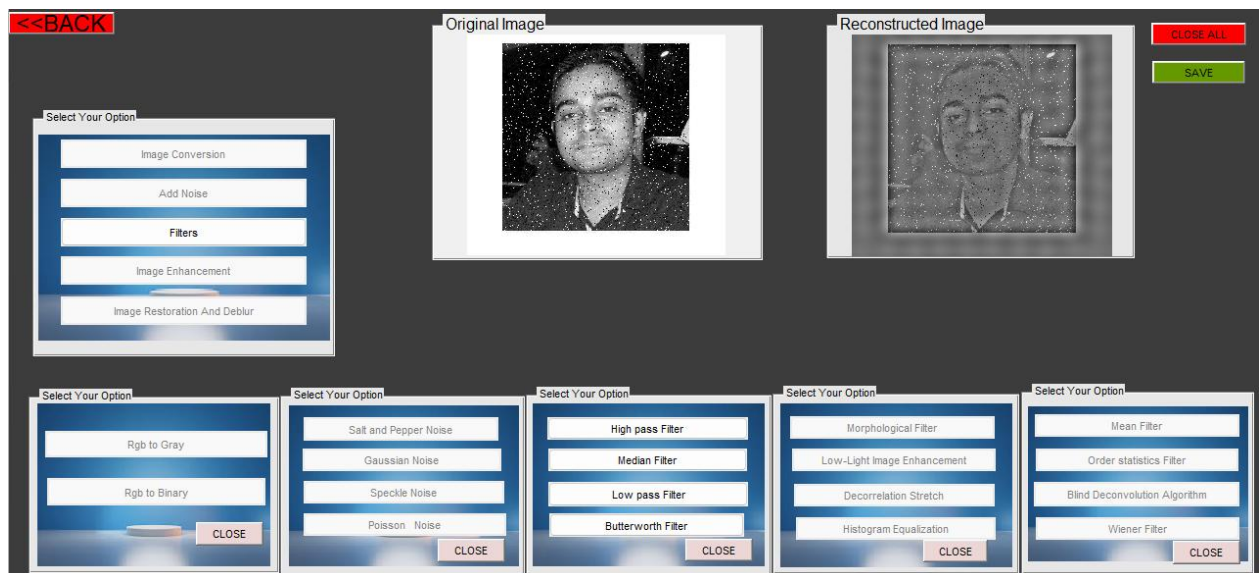 <<BACK
Original Image
Reconstructed Image
CLOSE ALL
SAVE
Select Your Option
Image Conversion
Add Noise
Filters
Image Enhancement
Image Restoration And Deblur
Select Your Option
Rgb to Gray
Rgb to Binary
CLOSE
Select Your Option
Salt and Pepper Noise
Gaussian Noise
Speckle Noise
Poisson Noise
CLOSE
Select Your Option
High pass Filter
Median Filter
Low pass Filter
Butterworth Filter
CLOSE
Select Your Option
Morphological Filter
Low-Light Image Enhancement
Decorrelation Stretch
Histogram Equalization
CLOSE
Select Your Option
Mean Filter
Order statistics Filter
Blind Deconvolution Algorithm
Wiener Filter
CLOSE